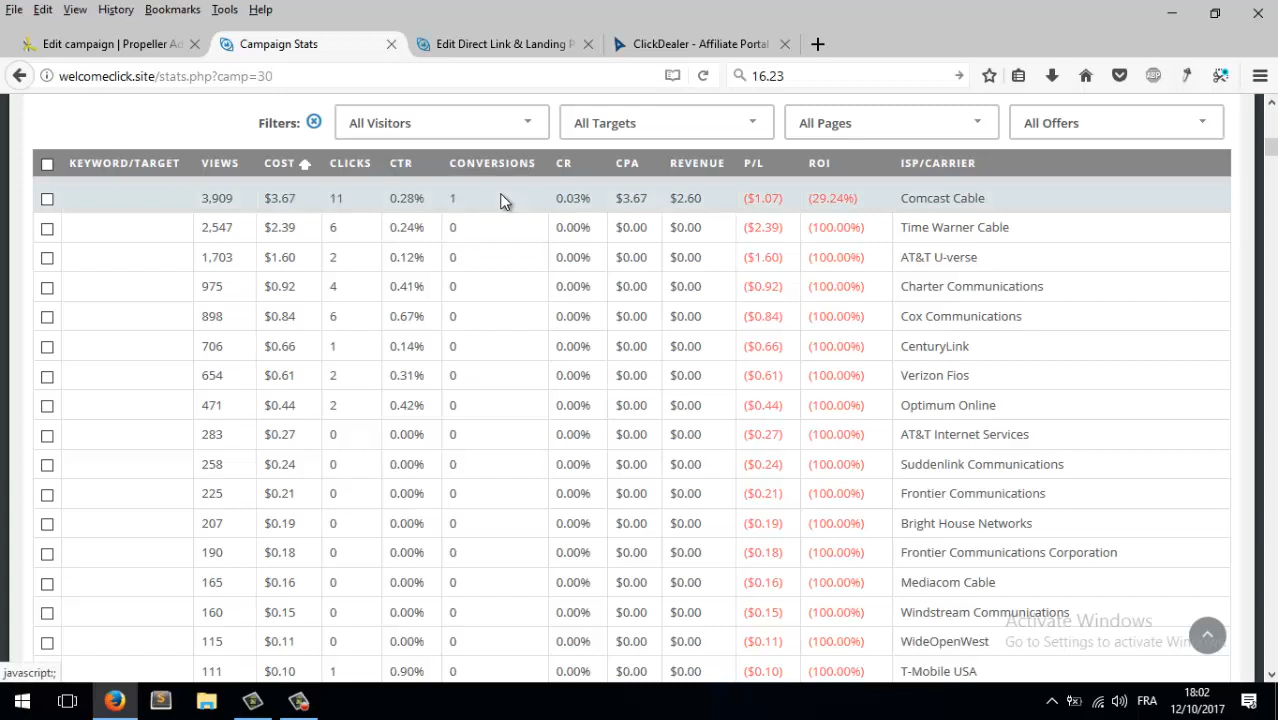 File Edit View History Bookmarks Tools Help
Edit campaign | Propeller Ad
Campaign Stats
Edit Direct Link & Landing P
ClickDealer - Affiliate Portal
welcomeclick.site/stats.php?camp=30
16.23
ABP
Filters: All Visitors All Targets All Pages All Offers
KEYWORD/TARGET VIEWS COST CLICKS CTR CONVERSIONS CR CPA REVENUE P/L ROI ISP/CARRIER
3,909 $3.67 11 0.28% 1 0.03% $3.67 $2.60 ($1.07) (29.24%) Comcast Cable
2,547 $2.39 6 0.24% 0 0.00% $0.00 $0.00 ($2.39) (100.00%) Time Warner Cable
1,703 $1.60 2 0.12% 0 0.00% $0.00 $0.00 ($1.60) (100.00%) AT&T U-verse
975 $0.92 4 0.41% 0 0.00% $0.00 $0.00 ($0.92) (100.00%) Charter Communications
898 $0.84 6 0.67% 0 0.00% $0.00 $0.00 ($0.84) (100.00%) Cox Communications
706 $0.66 1 0.14% 0 0.00% $0.00 $0.00 ($0.66) (100.00%) CenturyLink
654 $0.61 2 0.31% 0 0.00% $0.00 $0.00 ($0.61) (100.00%) Verizon Fios
471 $0.44 2 0.42% 0 0.00% $0.00 $0.00 ($0.44) (100.00%) Optimum Online
283 $0.27 0 0.00% 0 0.00% $0.00 $0.00 ($0.27) (100.00%) AT&T Internet Services
258 $0.24 0 0.00% 0 0.00% $0.00 $0.00 ($0.24) (100.00%) Suddenlink Communications
225 $0.21 0 0.00% 0 0.00% $0.00 $0.00 ($0.21) (100.00%) Frontier Communications
207 $0.19 0 0.00% 0 0.00% $0.00 $0.00 ($0.19) (100.00%) Bright House Networks
190 $0.18 0 0.00% 0 0.00% $0.00 $0.00 ($0.18) (100.00%) Frontier Communications Corporation
165 $0.16 0 0.00% 0 0.00% $0.00 $0.00 ($0.16) (100.00%) Mediacom Cable
160 $0.15 0 0.00% 0 0.00% $0.00 $0.00 ($0.15) (100.00%) Windstream Communications
115 $0.11 0 0.00% 0 0.00% $0.00 $0.00 ($0.11) (100.00%) WideOpenWest
111 $0.10 1 0.90% 0 0.00% $0.00 $0.00 ($0.10) (100.00%) T-Mobile USA
Activate Windows
Go to Settings to activate Win
javascript:;
FRA
18:02
12/10/2017